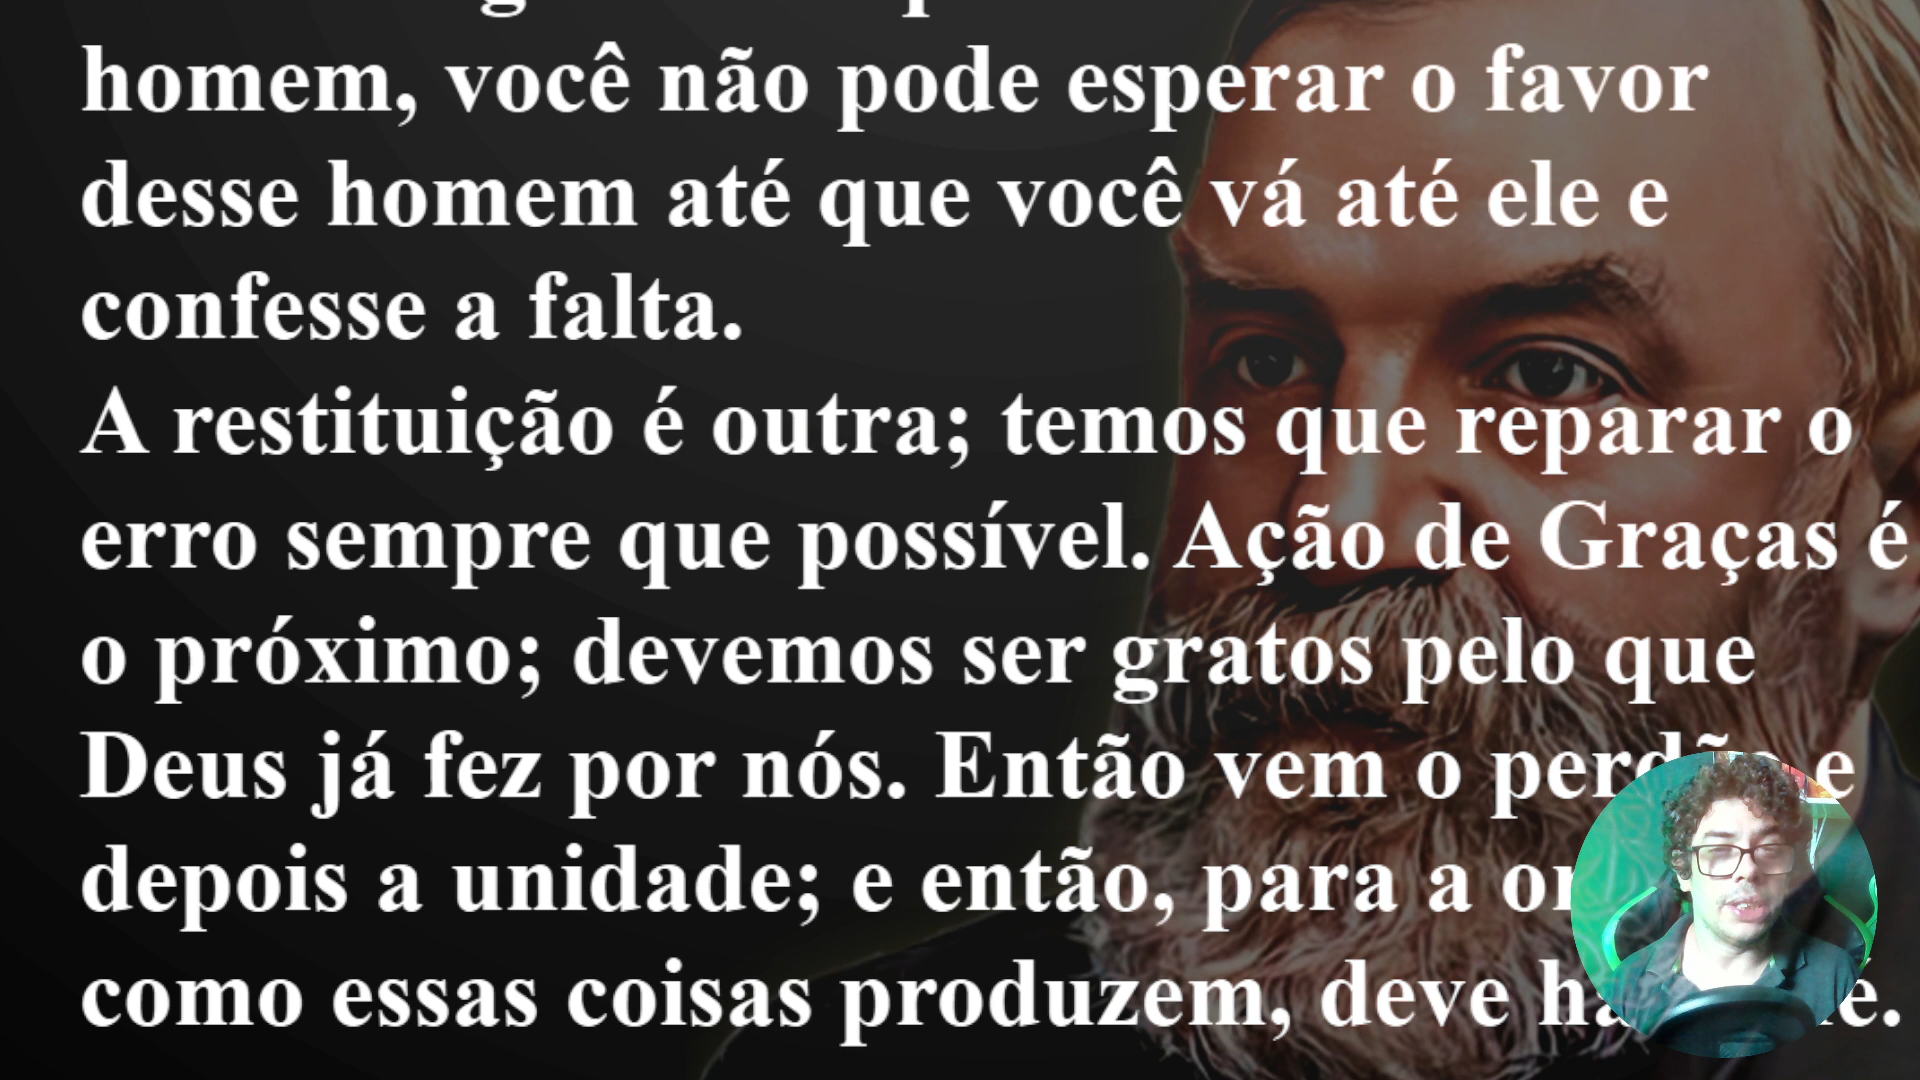 homem, você não pode esperar o favor
desse homem até que você vá até ele e
confesse a falta.
A restituição é outra; temos que reparar o
erro sempre que possível. Ação de Graças é
o próximo; devemos ser gratos pelo que
Deus já fez por nós. Então vem o perdão e
depois a unidade; e então, para a
como essas coisas produzem, deve